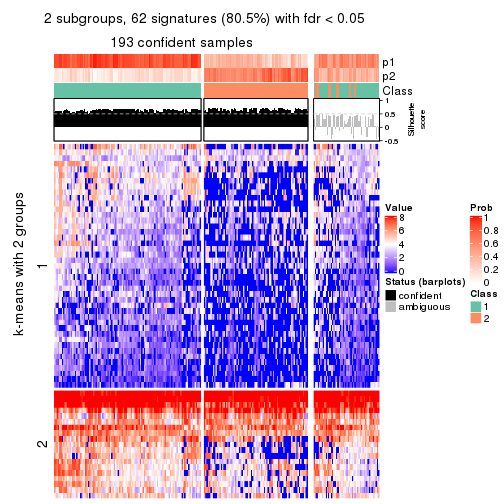 2 subgroups, 62 signatures (80.5%) with fdr < 0.05
193 confident samples
p1
p2
Class
1
0.5
0
-0.5
Silhouette
score
k-means with 2 groups
1
2
Value
8
6
4
2
0
Prob
1
0.8
0.6
0.4
0.2
0
Status (barplots)
confident
ambiguous
Class
1
2